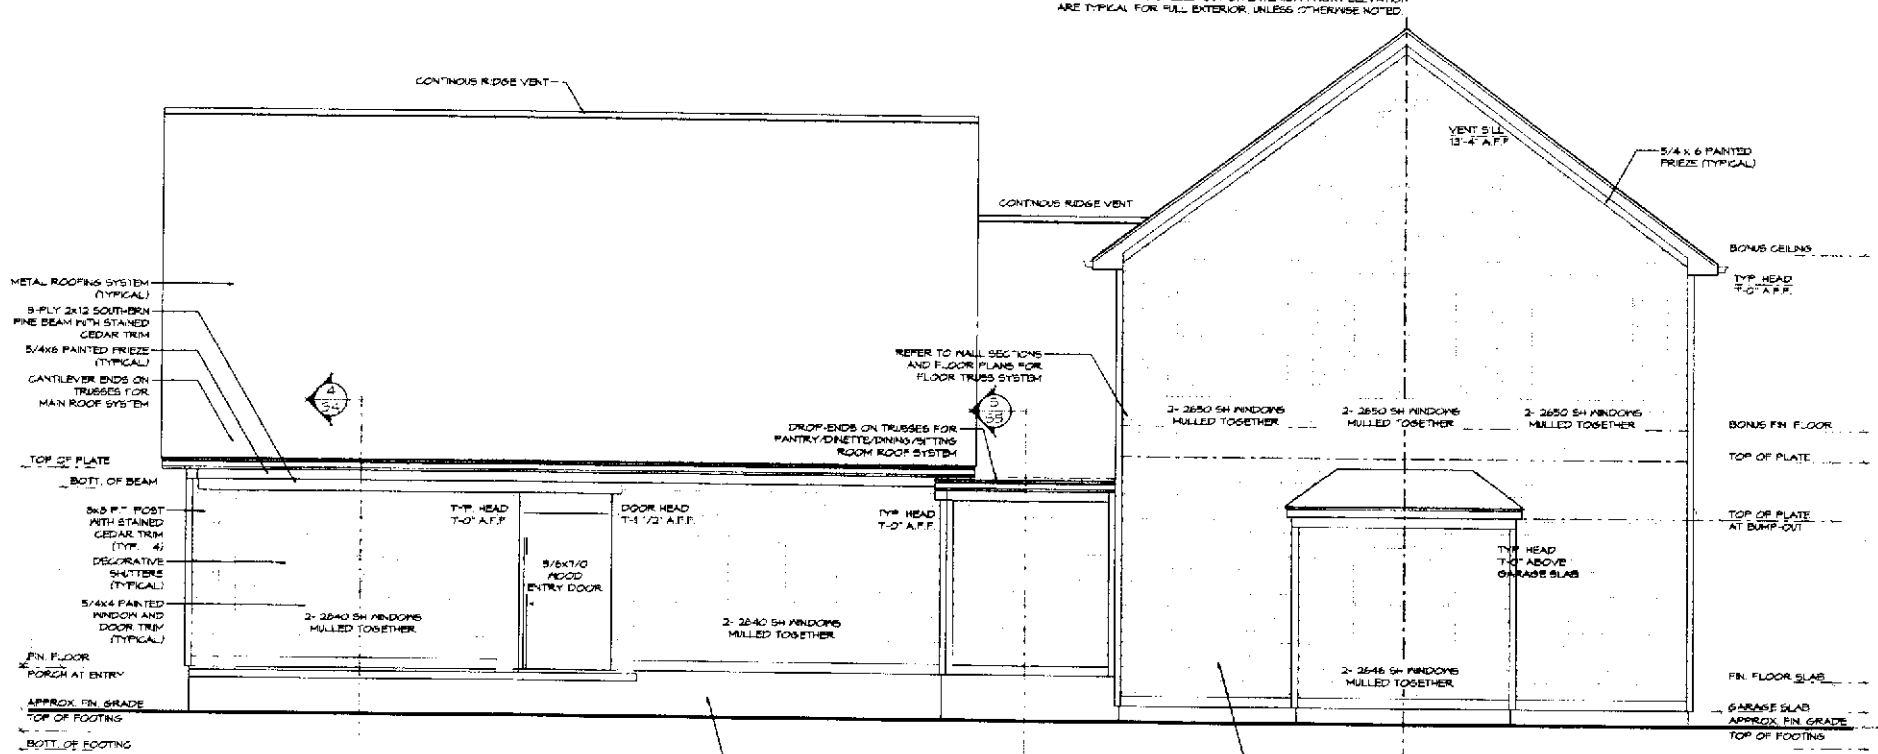 ARE TYPICAL FOR FULL EXTERIOR, UNLESS OTHERWISE NOTED.
CONTINOUS RIDGE VENT
VENT SILL
13'-4" A.F.F.
5/4 x 6 PAINTED
FRIEZE (TYPICAL)
CONTINOUS RIDGE VENT
BONUS CEILING
TYP. HEAD
7'-0" A.F.F.
METAL ROOFING SYSTEM
(TYPICAL)
2x12 SOUTHERN
PINE BEAM WITH STAINED
CEDAR TRIM
5/4x6 PAINTED FRIEZE
(TYPICAL)
CANTILEVER ENDS ON
TRUSSES FOR
MAIN ROOF SYSTEM
4
REFER TO WALL SECTIONS
AND FLOOR PLANS FOR
FLOOR TRUSS SYSTEM
5
2- 2650 SH WINDOWS
MULLED TOGETHER
2- 2650 SH WINDOWS
MULLED TOGETHER
2- 2650 SH WINDOWS
MULLED TOGETHER
DROP-ENDS ON TRUSSES FOR
PANTRY/DINETTE/DINING/SITTING
ROOM ROOF SYSTEM
BONUS FIN. FLOOR
TOP OF PLATE
TOP OF PLATE
BOTT. OF BEAM
P.T. POST
WITH STAINED
CEDAR TRIM
(TYP. 4)
TYP. HEAD
7'-0" A.F.F.
DOOR HEAD
7'-1 1/2" A.F.F.
TYP. HEAD
7'-0" A.F.F.
TOP OF PLATE
AT BUMP-OUT
DECORATIVE
SHUTTERS
(TYPICAL)
WOOD
ENTRY DOOR
TYP. HEAD
7'-0" ABOVE
GARAGE SLAB
5/4x4 PAINTED
WINDOW AND
DOOR TRIM
(TYPICAL)
2- 2840 SH WINDOWS
MULLED TOGETHER
2- 2840 SH WINDOWS
MULLED TOGETHER
FIN. FLOOR
PORCH AT ENTRY
2- 2646 SH WINDOWS
MULLED TOGETHER
FIN. FLOOR SLAB
APPROX. FIN. GRADE
TOP OF FOOTING
GARAGE SLAB
APPROX. FIN. GRADE
TOP OF FOOTING
BOTT. OF FOOTING